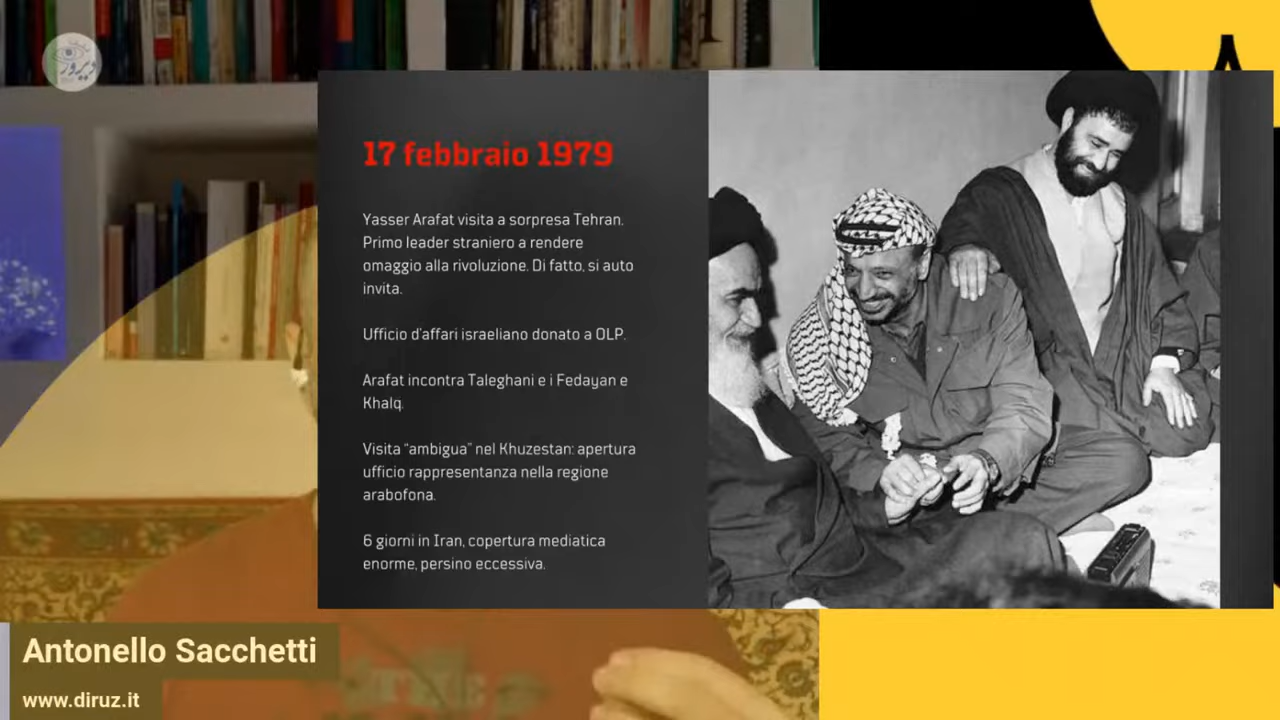 دیروز
17 febbraio 1979
Yasser Arafat visita a sorpresa Tehran.
Primo leader straniero a rendere
omaggio alla rivoluzione. Di fatto, si auto
invita.
Ufficio d'affari israeliano donato a OLP.
Arafat incontra Taleghani e i Fedayan e
Khalq.
Visita "ambigua" nel Khuzestan: apertura
ufficio rappresentanza nella regione
arabofona.
6 giorni in Iran, copertura mediatica
enorme, persino eccessiva.
Antonello Sacchetti
www.diruz.it